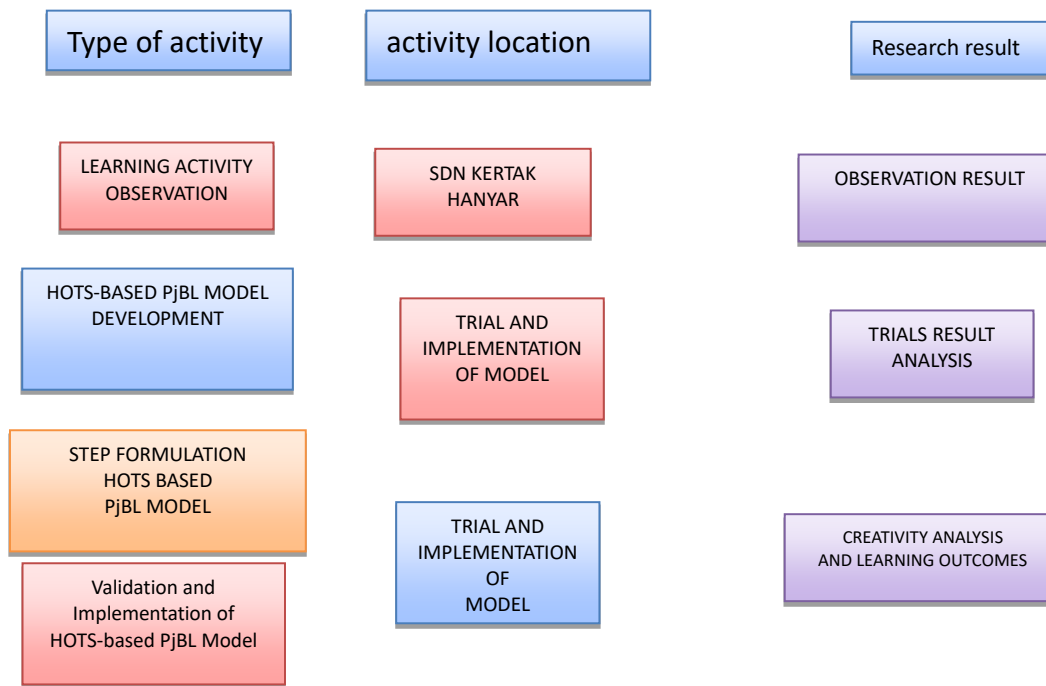 Type of activity
activity location
Research result
LEARNING ACTIVITY
OBSERVATION
SDN KERTAK
HANYAR
OBSERVATION RESULT
HOTS-BASED PjBL MODEL
DEVELOPMENT
TRIAL AND
IMPLEMENTATION
OF MODEL
TRIALS RESULT
ANALYSIS
STEP FORMULATION
HOTS BASED
PjBL MODEL
TRIAL AND
IMPLEMENTATION
OF
MODEL
CREATIVITY ANALYSIS
AND LEARNING OUTCOMES
Validation and
Implementation of
HOTS-based PjBL Model